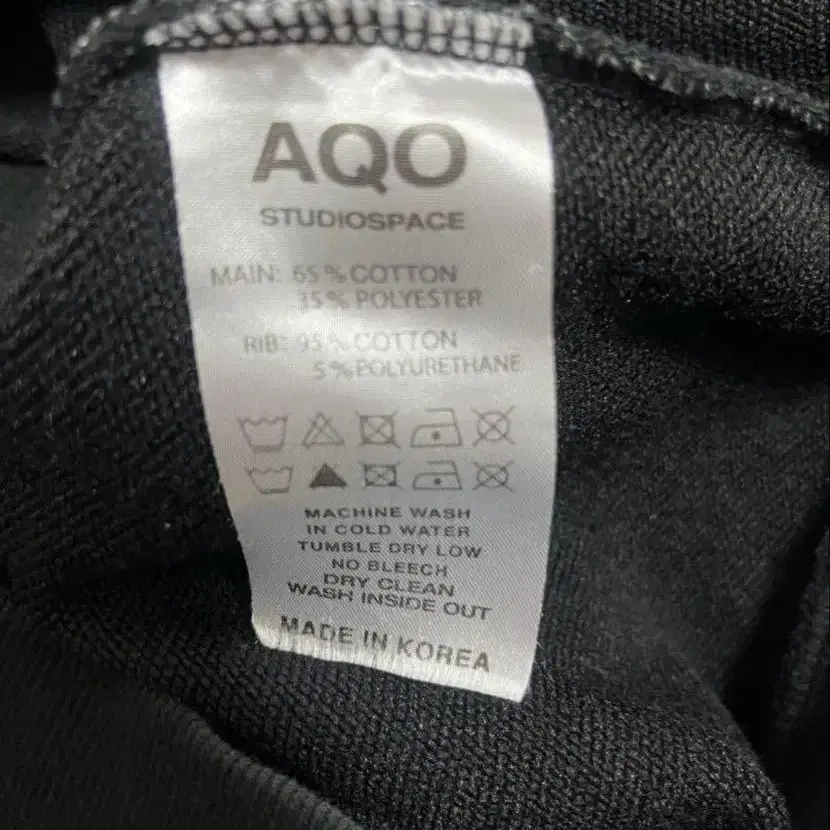 AQO
STUDIOSPACE
MAIN: 65% COTTON
35% POLYESTER
RIB: 95% COTTON
5% POLYURETHANE
MACHINE WASH
IN COLD WATER
TUMBLE DRY LOW
NO BLEECH
DRY CLEAN
WASH INSIDE OUT
MADE IN KOREA